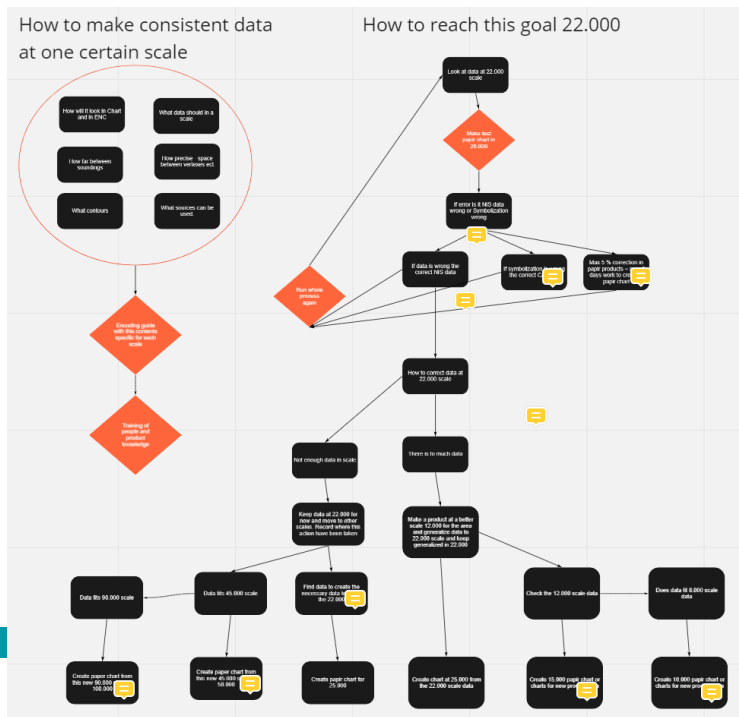 How to make consistent data
at one certain scale
How to reach this goal 22.000
How will it look in Chart
and in ENC
What data should in a
scale
How far between
soundings
How precise space
between vertexes ect.
What contours
What sources can be
used.
Encoding guide
with this contents
specific for each
scale
Training of
people and
product
knowledge
Look at data at 22.000
scale
Make test
papir chart in
25.000
If error is it NIS data
wrong or Symbolization
wrong
If data is wrong the
correct NIS data
If symbolization
the correct
Max 5 % correction in
papir products –
days work to
papir chart
Run whole
process
again
How to correct data at
22.000 scale
Not enough data in scale
There is to much data
Keep data at 22.000 for
now and move to other
scales. Record where this
action have been taken
Make a product at a better
scale 12.000 for the area
and generalize data to
22.000 scale and keep
generalized in 22.000
Data fits 90.000 scale
Data fits 45.000 scale
Find data to create the
necessary data
the 22.000
Check the 12.000 scale data
Does data fit 8.000 scale
data
Create paper chart from
this new 90.000
100.000
Create paper chart from
this new 45.000
50.000
Create papir chart for
25.000
Create chart at 25.000 from
the 22.000 scale data
Create 15.000 papir chart or
charts for new
Create 10.000 papir chart or
charts for new